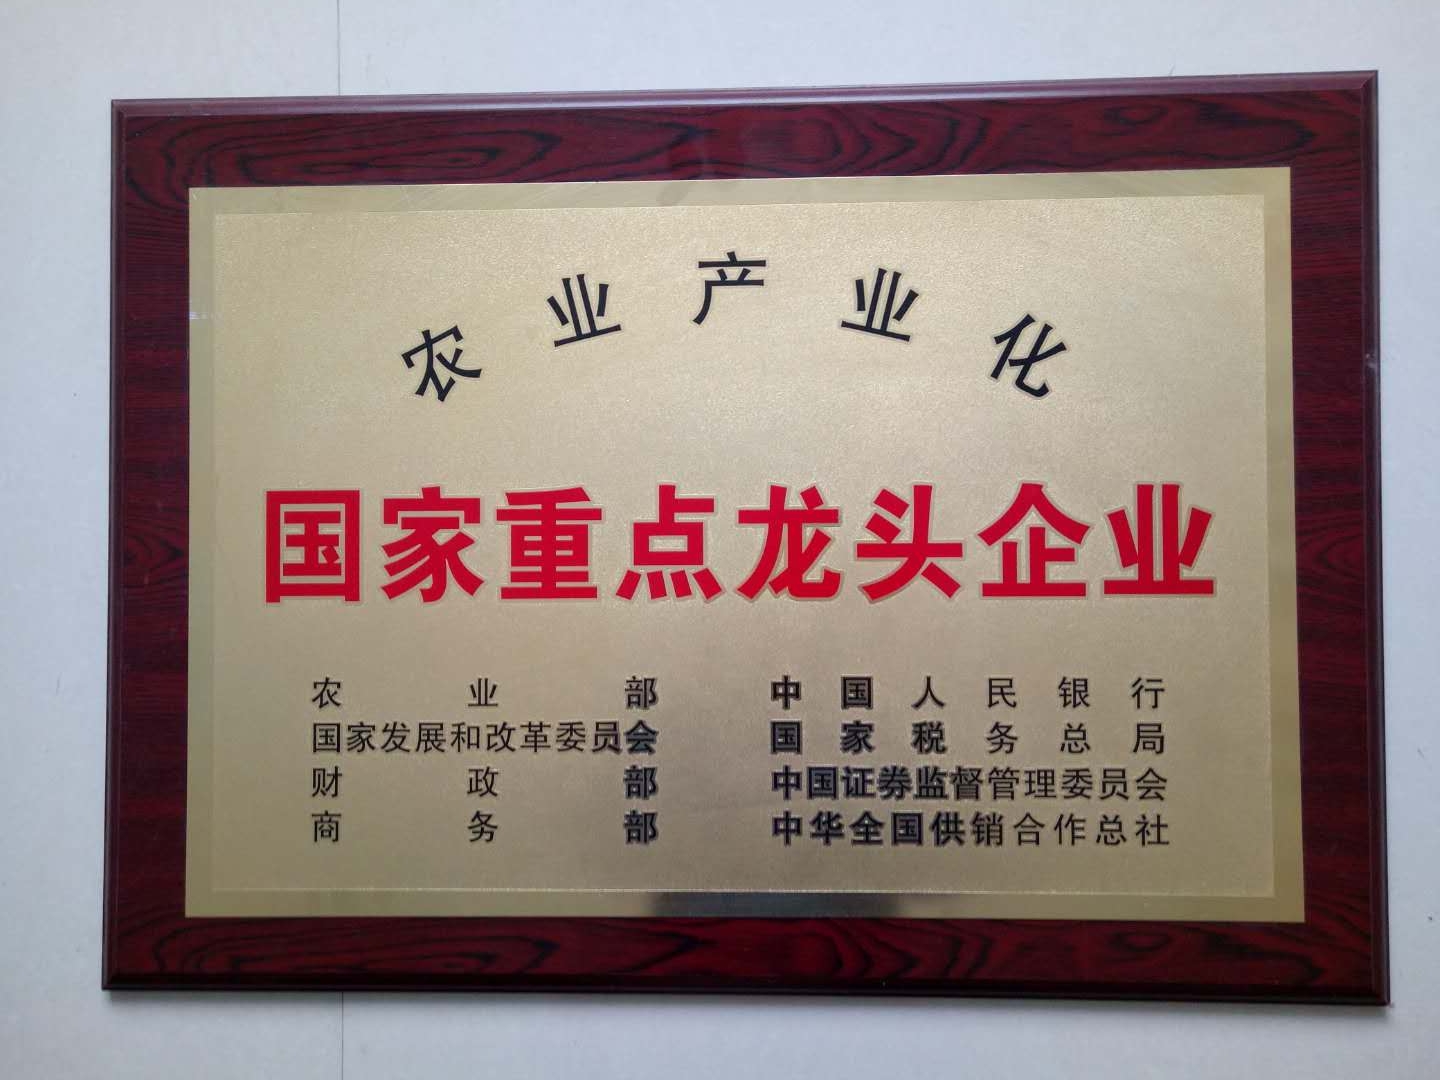 农业产业化
国家重点龙头企业
农业部
国家发展和改革委员会
财政部
商务部
中国人民银行
国家税务总局
中国证券监督管理委员会
中华全国供销合作总社